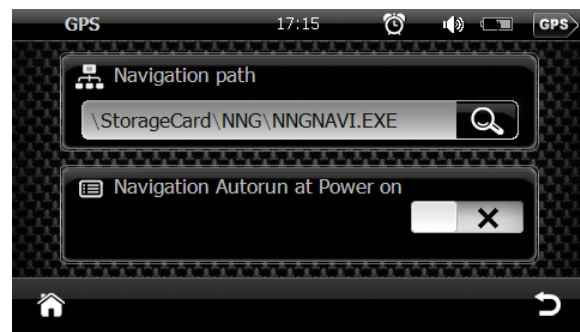 GPS 17:15 GPS
Navigation path
\StorageCard\NNG\NNGNAVI.EXE
Navigation Autorun at Power on